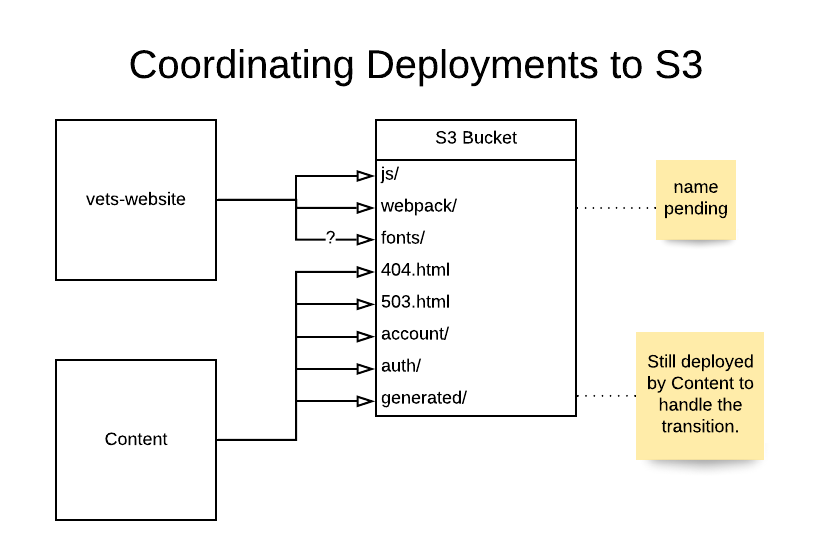 Coordinating Deployments to S3
vets-website
S3 Bucket
js/
webpack/
?
fonts/
404.html
503.html
account/
auth/
generated/
name
pending
Content
Still deployed
by Content to
handle the
transition.